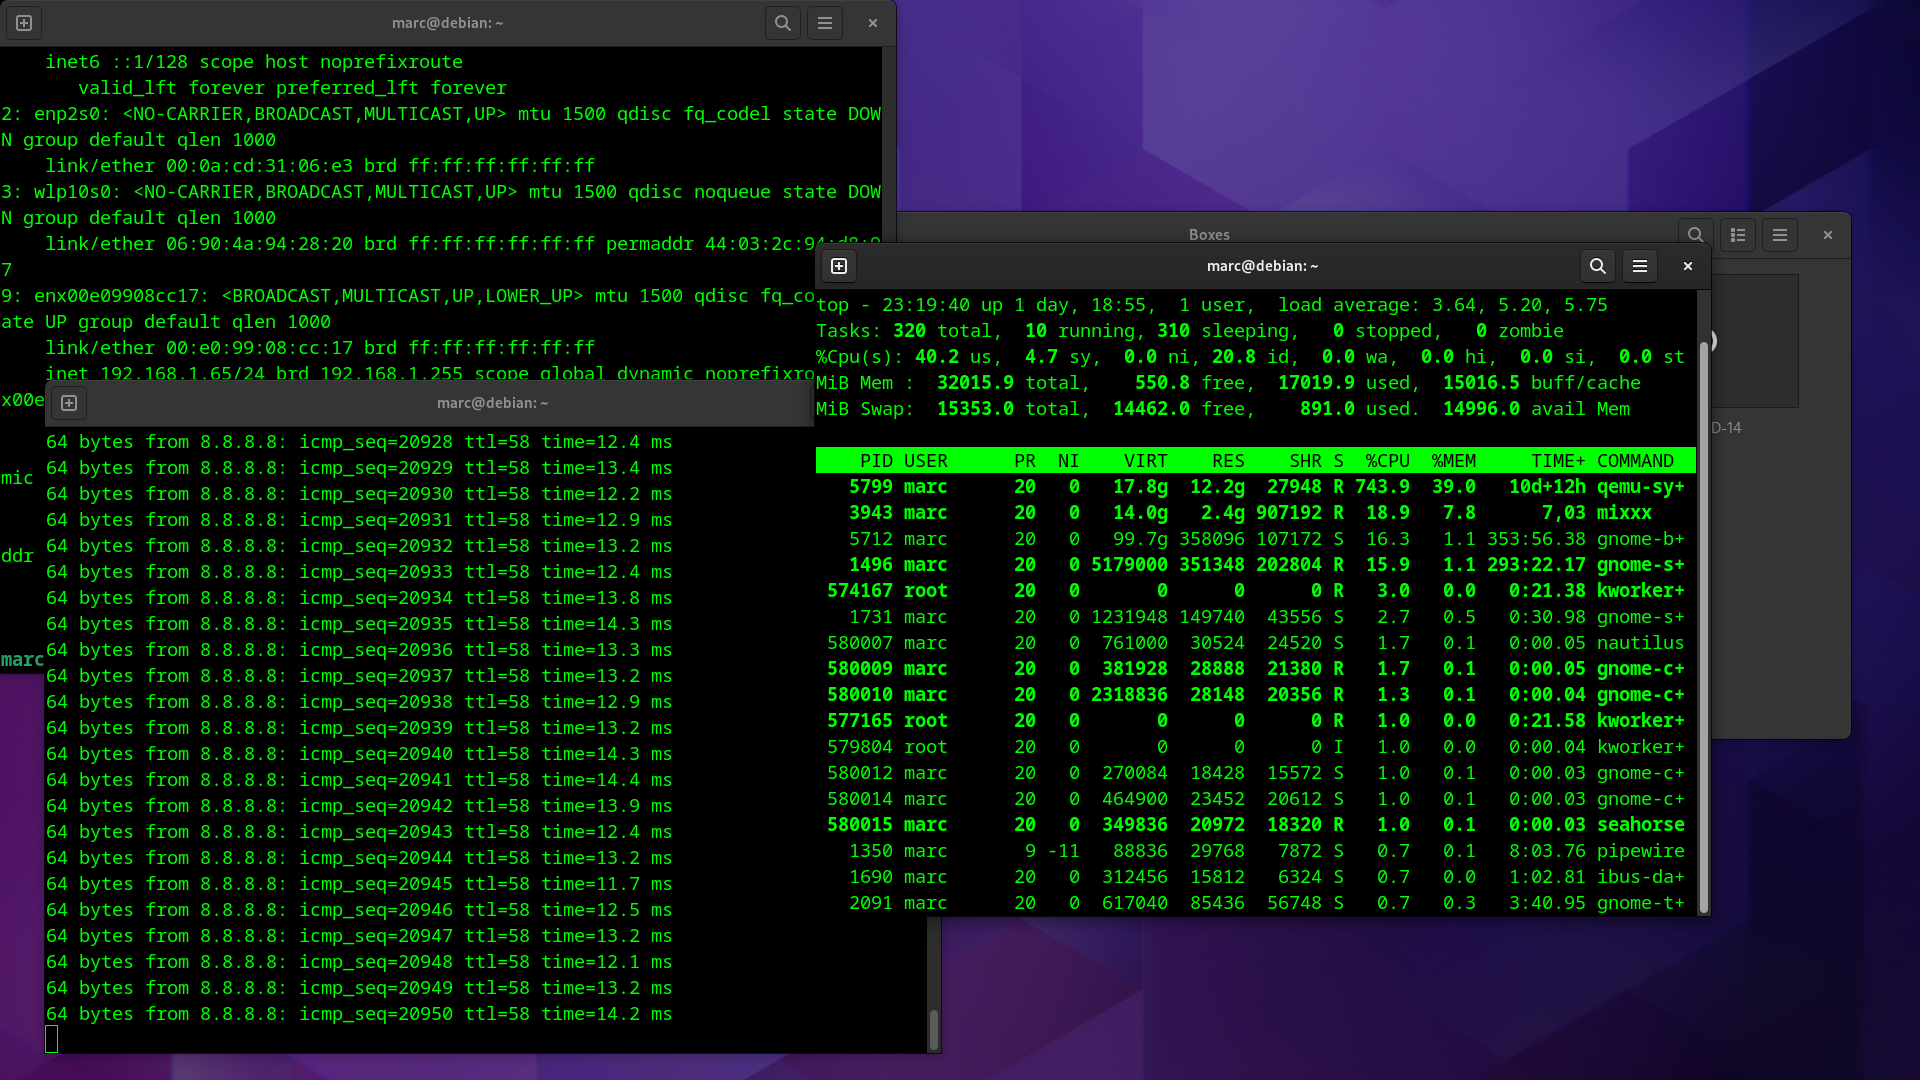 marc@debian: ~
inet6 ::1/128 scope host noprefixroute
valid_lft forever preferred_lft forever
2: enp2s0: <NO-CARRIER,BROADCAST,MULTICAST,UP> mtu 1500 qdisc fq_codel state DOW
N group default qlen 1000
link/ether 00:0a:cd:31:06:e3 brd ff:ff:ff:ff:ff:ff
3: wlp10s0: <NO-CARRIER,BROADCAST,MULTICAST,UP> mtu 1500 qdisc noqueue state DOW
N group default qlen 1000
link/ether 06:90:4a:94:28:20 brd ff:ff:ff:ff:ff:ff permaddr
7
9: enx00e09908cc17: <BROADCAST,MULTICAST,UP,LOWER_UP> mtu 1500 qdisc fq_co
ate UP group default qlen 1000
link/ether 00:e0:99:08:cc:17 brd ff:ff:ff:ff:ff:ff
inet 192.168.1.65/24 brd 192.168.1.255 scope global dynamic noprefixro
x00e
mic
ddr
marc
marc@debian: ~
64 bytes from 8.8.8.8: icmp_seq=20928 ttl=58 time=12.4 ms
64 bytes from 8.8.8.8: icmp_seq=20929 ttl=58 time=13.4 ms
64 bytes from 8.8.8.8: icmp_seq=20930 ttl=58 time=12.2 ms
64 bytes from 8.8.8.8: icmp_seq=20931 ttl=58 time=12.9 ms
64 bytes from 8.8.8.8: icmp_seq=20932 ttl=58 time=13.2 ms
64 bytes from 8.8.8.8: icmp_seq=20933 ttl=58 time=12.4 ms
64 bytes from 8.8.8.8: icmp_seq=20934 ttl=58 time=13.8 ms
64 bytes from 8.8.8.8: icmp_seq=20935 ttl=58 time=14.3 ms
64 bytes from 8.8.8.8: icmp_seq=20936 ttl=58 time=13.3 ms
64 bytes from 8.8.8.8: icmp_seq=20937 ttl=58 time=13.2 ms
64 bytes from 8.8.8.8: icmp_seq=20938 ttl=58 time=12.9 ms
64 bytes from 8.8.8.8: icmp_seq=20939 ttl=58 time=13.2 ms
64 bytes from 8.8.8.8: icmp_seq=20940 ttl=58 time=14.3 ms
64 bytes from 8.8.8.8: icmp_seq=20941 ttl=58 time=14.4 ms
64 bytes from 8.8.8.8: icmp_seq=20942 ttl=58 time=13.9 ms
64 bytes from 8.8.8.8: icmp_seq=20943 ttl=58 time=12.4 ms
64 bytes from 8.8.8.8: icmp_seq=20944 ttl=58 time=13.2 ms
64 bytes from 8.8.8.8: icmp_seq=20945 ttl=58 time=11.7 ms
64 bytes from 8.8.8.8: icmp_seq=20946 ttl=58 time=12.5 ms
64 bytes from 8.8.8.8: icmp_seq=20947 ttl=58 time=13.2 ms
64 bytes from 8.8.8.8: icmp_seq=20948 ttl=58 time=12.1 ms
64 bytes from 8.8.8.8: icmp_seq=20949 ttl=58 time=13.2 ms
64 bytes from 8.8.8.8: icmp_seq=20950 ttl=58 time=14.2 ms
Boxes
D-14
marc@debian: ~
top - 23:19:40 up 1 day, 18:55,  1 user,  load average: 3.64, 5.20, 5.75
Tasks: 320 total,  10 running, 310 sleeping,   0 stopped,   0 zombie
%Cpu(s): 40.2 us,  4.7 sy,  0.0 ni, 20.8 id,  0.0 wa,  0.0 hi,  0.0 si,  0.0 st
MiB Mem :  32015.9 total,    550.8 free,  17019.9 used,  15016.5 buff/cache
MiB Swap:  15353.0 total,  14462.0 free,    891.0 used.  14996.0 avail Mem
PID USER PR NI VIRT RES SHR S %CPU %MEM TIME+ COMMAND
5799 marc 20 0 17.8g 12.2g 27948 R 743.9 39.0 10d+12h qemu-sy+
3943 marc 20 0 14.0g 2.4g 907192 R 18.9 7.8 7,03 mixxx
5712 marc 20 0 99.7g 358096 107172 S 16.3 1.1 353:56.38 gnome-b+
1496 marc 20 0 5179000 351348 202804 R 15.9 1.1 293:22.17 gnome-s+
574167 root 20 0 0 0 0 R 3.0 0.0 0:21.38 kworker+
1731 marc 20 0 1231948 149740 43556 S 2.7 0.5 0:30.98 gnome-s+
580007 marc 20 0 761000 30524 24520 S 1.7 0.1 0:00.05 nautilus
580009 marc 20 0 381928 28888 21380 R 1.7 0.1 0:00.05 gnome-c+
580010 marc 20 0 2318836 28148 20356 R 1.3 0.1 0:00.04 gnome-c+
577165 root 20 0 0 0 0 R 1.0 0.0 0:21.58 kworker+
579804 root 20 0 0 0 0 I 1.0 0.0 0:00.04 kworker+
580012 marc 20 0 270084 18428 15572 S 1.0 0.1 0:00.03 gnome-c+
580014 marc 20 0 464900 23452 20612 S 1.0 0.1 0:00.03 gnome-c+
580015 marc 20 0 349836 20972 18320 R 1.0 0.1 0:00.03 seahorse
1350 marc 9 -11 88836 29768 7872 S 0.7 0.1 8:03.76 pipewire
1690 marc 20 0 312456 15812 6324 S 0.7 0.0 1:02.81 ibus-da+
2091 marc 20 0 617040 85436 56748 S 0.7 0.3 3:40.95 gnome-t+